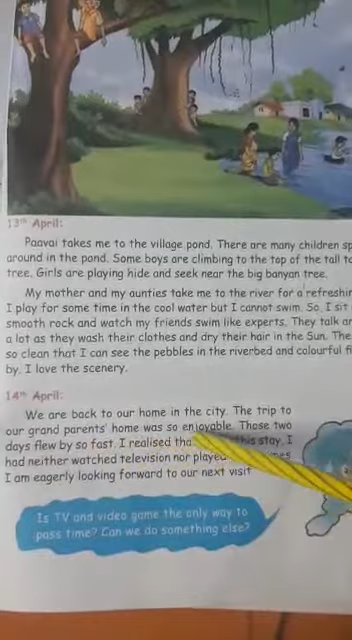 13th April:
Paavai takes me to the village pond. There are many children
around in the pond. Some boys are climbing to the top of the tall
tree. Girls are playing hide and seek near the big banyan tree.
My mother and my aunties take me to the river for a
I play for some time in the cool water but I cannot swim. So, I sit
smooth rock and watch my friends swim like experts. They talk
a lot as they wash their clothes and dry their hair in the Sun. The
so clean that I can see the pebbles in the riverbed and colourful
by. I love the scenery.
14th April:
We are back to our home in the city. The trip to
our grand parents' home was so enjoyable. Those two
days flew by so fast. I realised this stay, I
had neither watched television nor
I am eagerly looking forward to our next visit
Is TV and video game the only way to
pass time? Can we do something else?